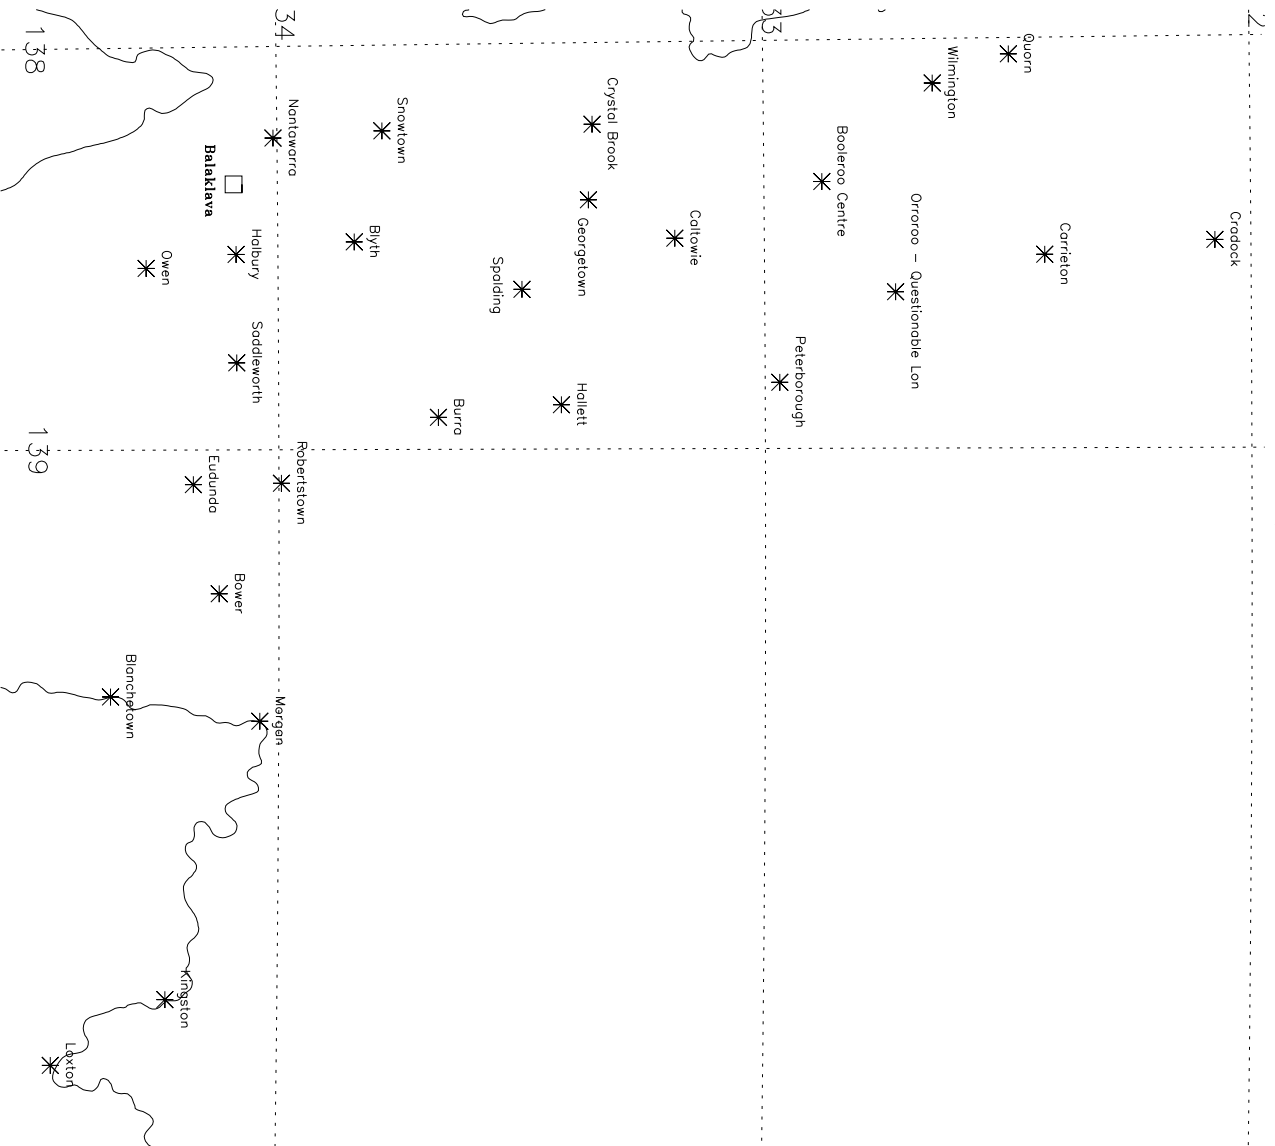 138
34
33
2
Quorn
Wilmington
Crystal Brook
Snowtown
Nantawarra
Booleroo Centre
Balaklava
Orroroo – Questionable Lon
Caltowie
Cradock
Georgetown
Carrieton
Blyth
Halbury
Owen
Spalding
Saddleworth
Peterborough
Hallett
Burra
139
Robertstown
Eudunda
Bower
Blanchetown
Morgan
Kingston
Loxton